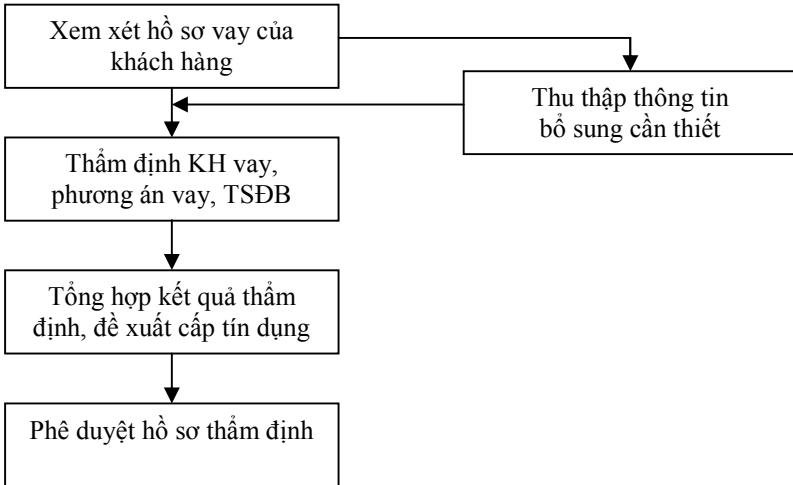 Xem xét hồ sơ vay của
khách hàng
Thu thập thông tin
bổ sung cần thiết
Thẩm định KH vay,
phương án vay, TSĐB
Tổng hợp kết quả thẩm
định, đề xuất cấp tín dụng
Phê duyệt hồ sơ thẩm định